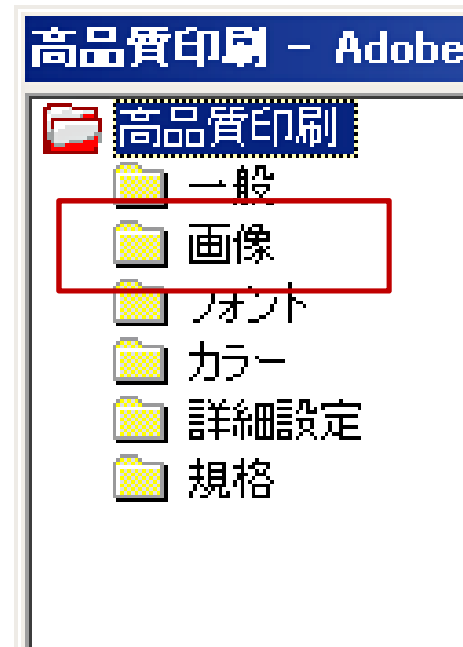 高品質印刷 - Adobe
高品質印刷
一般
画像
フォント
カラー
詳細設定
規格